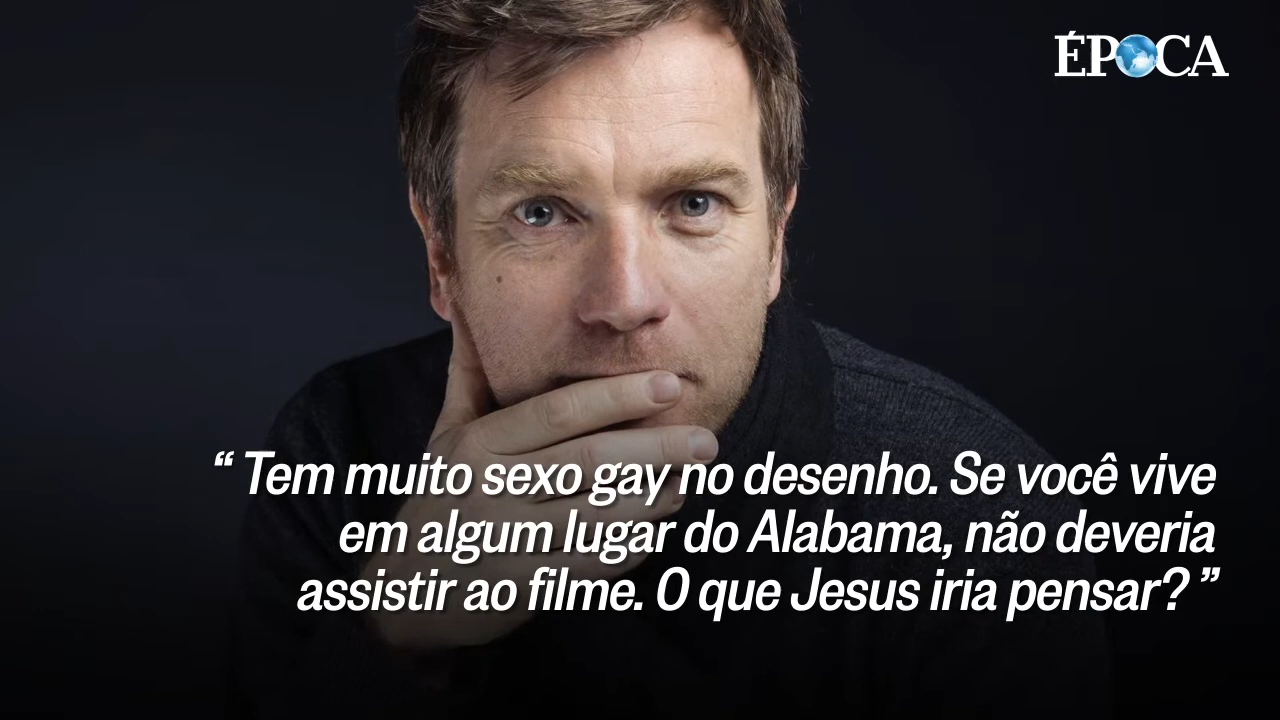 ÉPOCA
“ Tem muito sexo gay no desenho. Se você vive
em algum lugar do Alabama, não deveria
assistir ao filme. O que Jesus iria pensar? ”